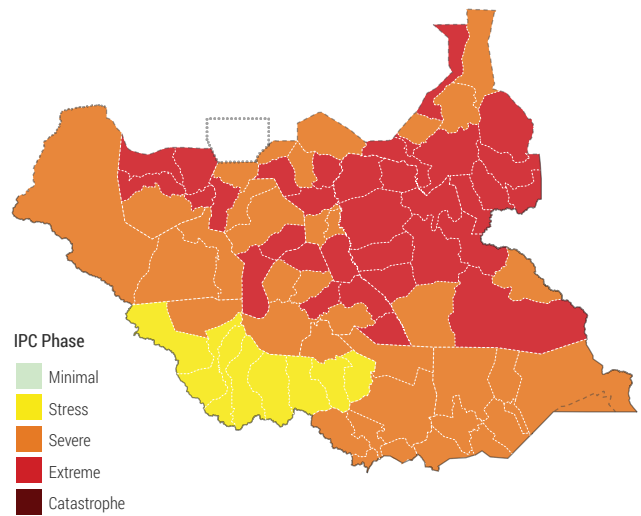 IPC Phase
Minimal
Stress
Severe
Extreme
Catastrophe